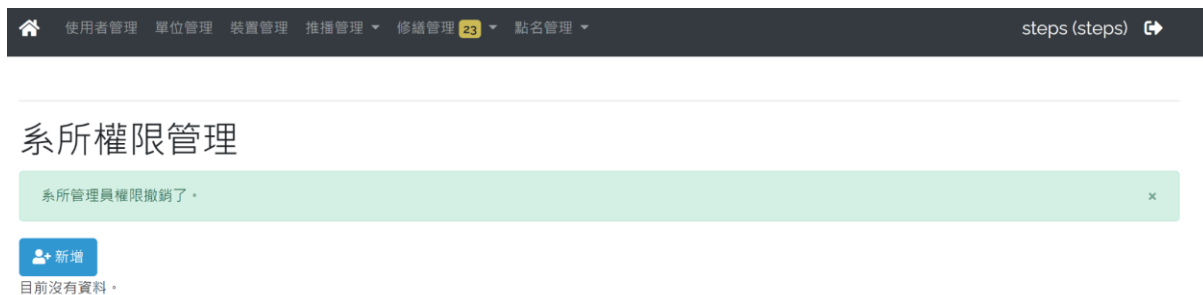 使用者管理 單位管理 裝置管理 推播管理 修繕管理 23 點名管理 steps (steps)
系所權限管理
系所管理員權限撤銷了。 ×
新增
目前沒有資料。